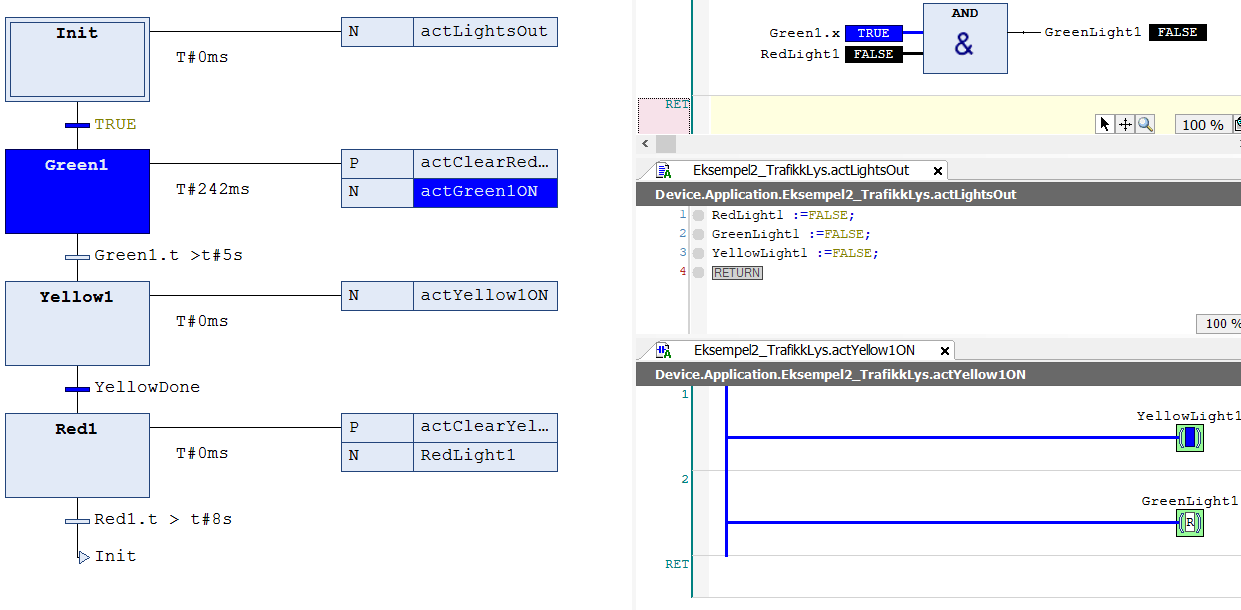 Init
N actLightsOut
T#0ms
TRUE
Green1
P actClearRed...
T#242ms
N actGreen1ON
Green1.t >t#5s
Yellow1
N actYellow1ON
T#0ms
YellowDone
Red1
P actClearYel...
T#0ms
N RedLight1
Red1.t > t#8s
Init
AND
&
Green1.x TRUE
GreenLight1 FALSE
RedLight1 FALSE
RET
100 %
Eksempel2_TrafikkLys.actLightsOut
Device.Application.Eksempel2_TrafikkLys.actLightsOut
1 RedLight1 :=FALSE;
2 GreenLight1 :=FALSE;
3 YellowLight1 :=FALSE;
4 RETURN
100 %
Eksempel2_TrafikkLys.actYellow1ON
Device.Application.Eksempel2_TrafikkLys.actYellow1ON
1
YellowLight1
2
GreenLight1
R
RET